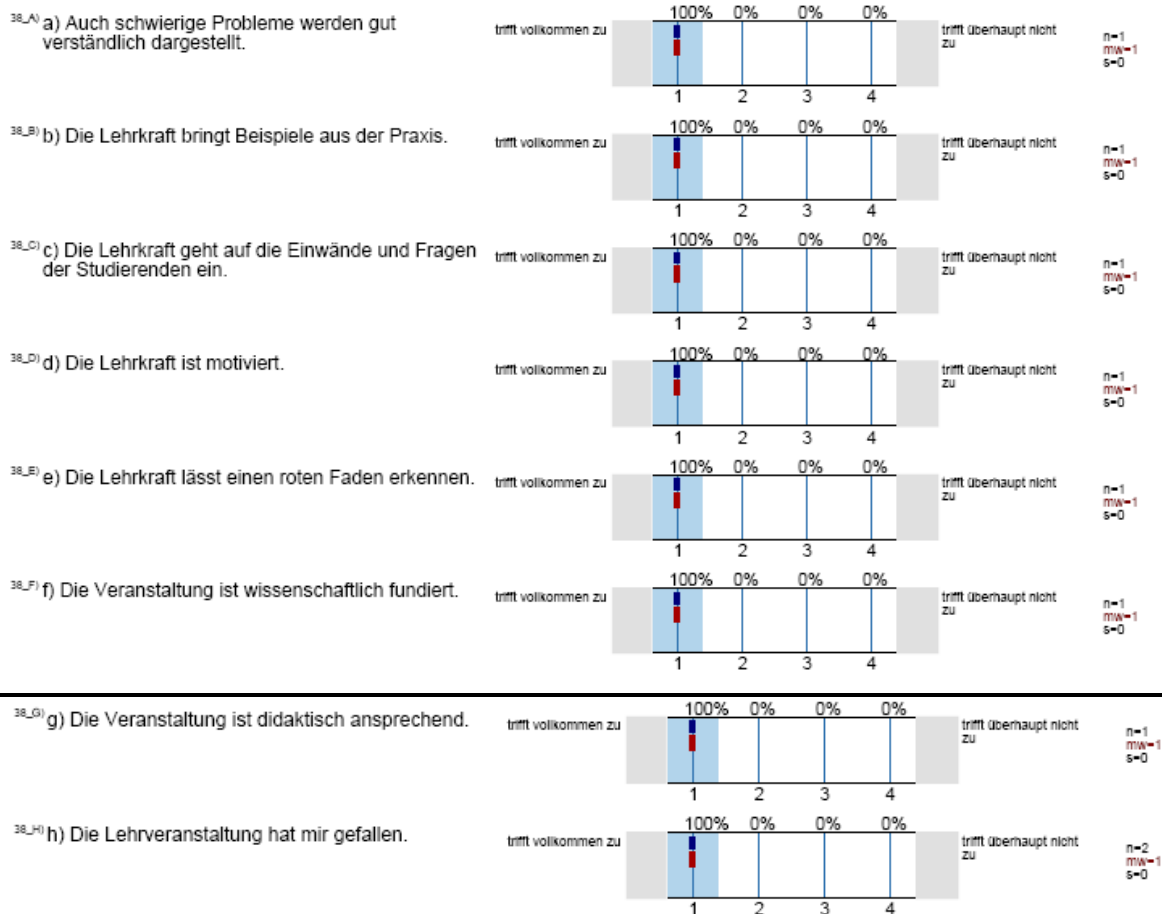 38_A) a) Auch schwierige Probleme werden gut
verständlich dargestellt.
trifft vollkommen zu
100% 0% 0% 0%
1 2 3 4
trifft überhaupt nicht
zu
n=1
mw=1
s=0
38_B) b) Die Lehrkraft bringt Beispiele aus der Praxis.
trifft vollkommen zu
100% 0% 0% 0%
1 2 3 4
trifft überhaupt nicht
zu
n=1
mw=1
s=0
38_C) c) Die Lehrkraft geht auf die Einwände und Fragen
der Studierenden ein.
trifft vollkommen zu
100% 0% 0% 0%
1 2 3 4
trifft überhaupt nicht
zu
n=1
mw=1
s=0
38_D) d) Die Lehrkraft ist motiviert.
trifft vollkommen zu
100% 0% 0% 0%
1 2 3 4
trifft überhaupt nicht
zu
n=1
mw=1
s=0
38_E) e) Die Lehrkraft lässt einen roten Faden erkennen.
trifft vollkommen zu
100% 0% 0% 0%
1 2 3 4
trifft überhaupt nicht
zu
n=1
mw=1
s=0
38_F) f) Die Veranstaltung ist wissenschaftlich fundiert.
trifft vollkommen zu
100% 0% 0% 0%
1 2 3 4
trifft überhaupt nicht
zu
n=1
mw=1
s=0
38_G) g) Die Veranstaltung ist didaktisch ansprechend.
trifft vollkommen zu
100% 0% 0% 0%
1 2 3 4
trifft überhaupt nicht
zu
n=1
mw=1
s=0
38_H) h) Die Lehrveranstaltung hat mir gefallen.
trifft vollkommen zu
100% 0% 0% 0%
1 2 3 4
trifft überhaupt nicht
zu
n=2
mw=1
s=0